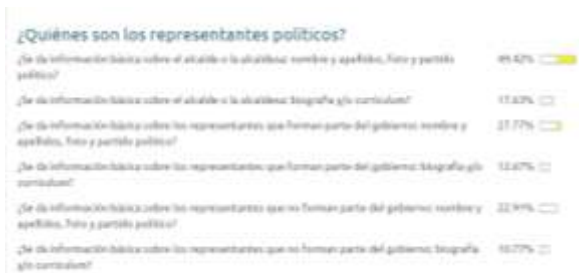 ¿Quiénes son los representantes políticos?
¿Se da información básica sobre el alcalde o la alcaldesa: nombre y apellidos, foto y partido
político?
¿Se da información básica sobre el alcalde o la alcaldesa: biografía y/o currículum?
17.63%
¿Se da información básica sobre los representantes que forman parte del gobierno: nombre y
27.77%
apellidos, foto y partido político?
¿Se da información básica sobre los representantes que forman parte del gobierno: biografía y/o
currículum?
¿Se da información básica sobre los representantes que no forman parte del gobierno: nombre y
apellidos, foto y partido político?
¿Se da información básica sobre los representantes que no forman parte del gobierno: biografía
10.77%
y/o currículum?